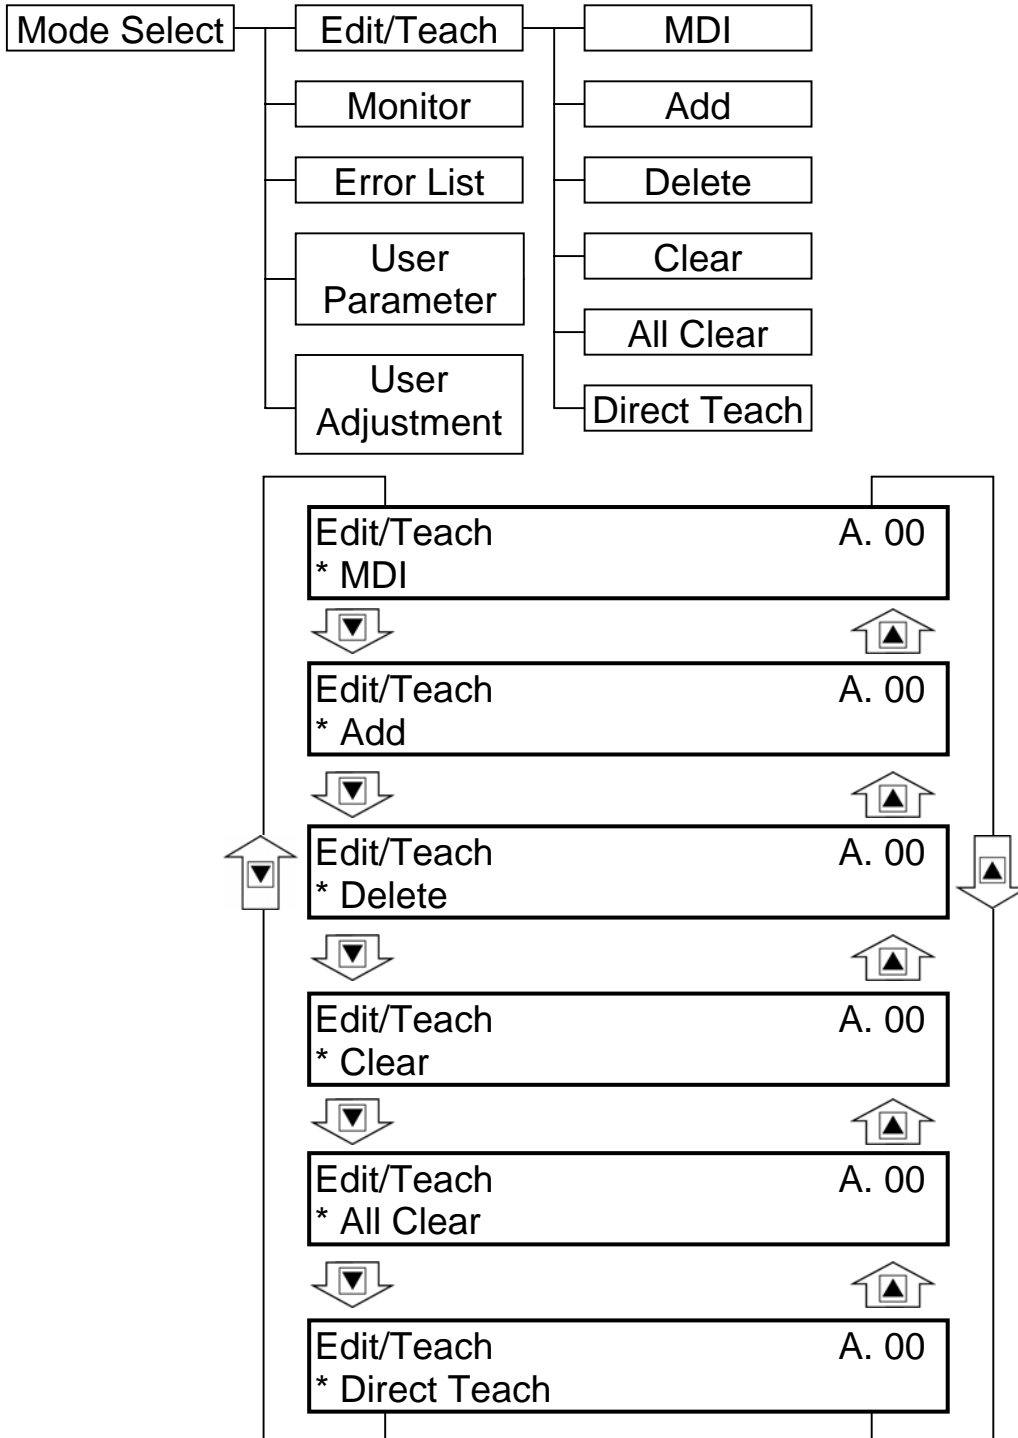 Mode Select Edit/Teach MDI
Monitor Add
Error List Delete
User
Parameter
Clear
All Clear
User
Adjustment
Direct Teach
Edit/Teach A. 00
* MDI
▼ ▲
Edit/Teach A. 00
* Add
▼ ▲
Edit/Teach A. 00
* Delete
▼ ▲
▼ ▲
Edit/Teach A. 00
* Clear
▼ ▲
Edit/Teach A. 00
* All Clear
▼ ▲
Edit/Teach A. 00
* Direct Teach